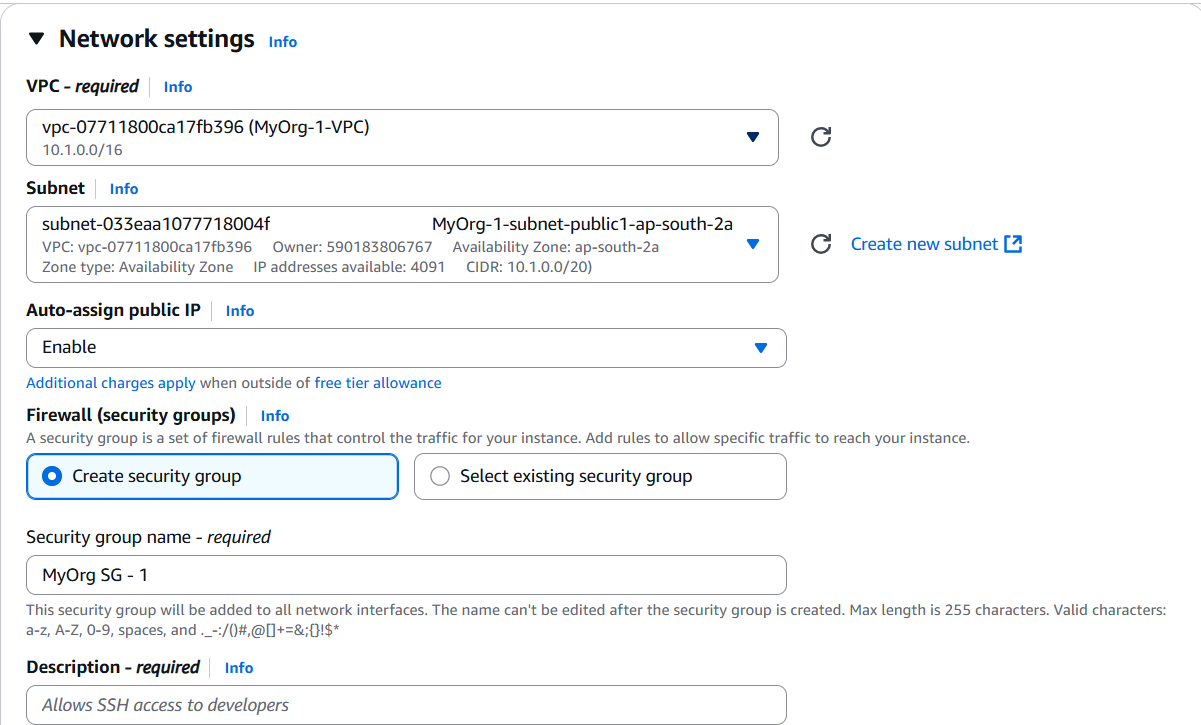 Network settings Info
VPC - required Info
vpc-07711800ca17fb396 (MyOrg-1-VPC)
10.1.0.0/16
Subnet Info
subnet-033eaa1077718004f MyOrg-1-subnet-public1-ap-south-2a
VPC: vpc-07711800ca17fb396 Owner: 590183806767 Availability Zone: ap-south-2a
Zone type: Availability Zone IP addresses available: 4091 CIDR: 10.1.0.0/20)
Create new subnet
Auto-assign public IP Info
Enable
Additional charges apply when outside of free tier allowance
Firewall (security groups) Info
A security group is a set of firewall rules that control the traffic for your instance. Add rules to allow specific traffic to reach your instance.
Create security group Select existing security group
Security group name - required
MyOrg SG - 1
This security group will be added to all network interfaces. The name can't be edited after the security group is created. Max length is 255 characters. Valid characters:
a-z, A-Z, 0-9, spaces, and ._-:/()#,@[]+=&;{}!$*
Description - required Info
Allows SSH access to developers